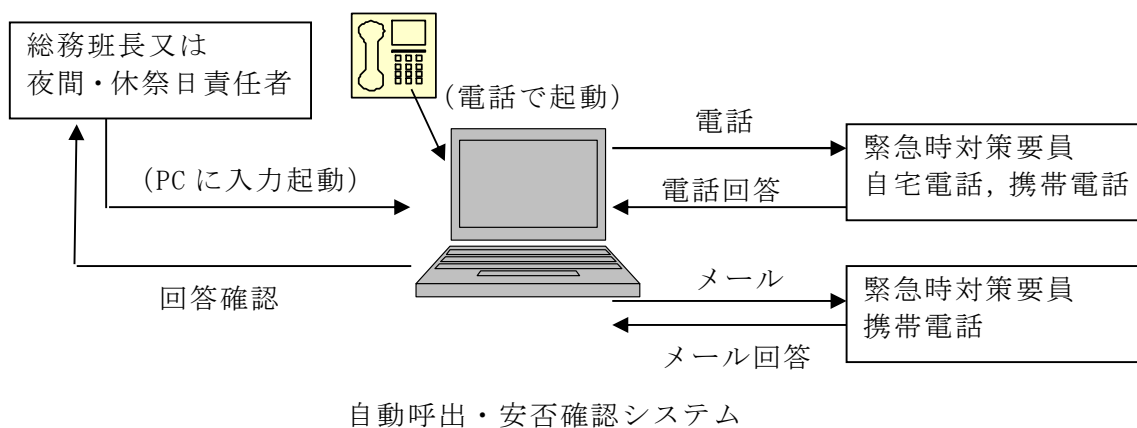 総務班長又は
夜間・休祭日責任者
(電話で起動)
(PCに入力起動)
回答確認
電話
電話回答
緊急時対策要員
自宅電話,携帯電話
メール
メール回答
緊急時対策要員
携帯電話
自動呼出・安否確認システム